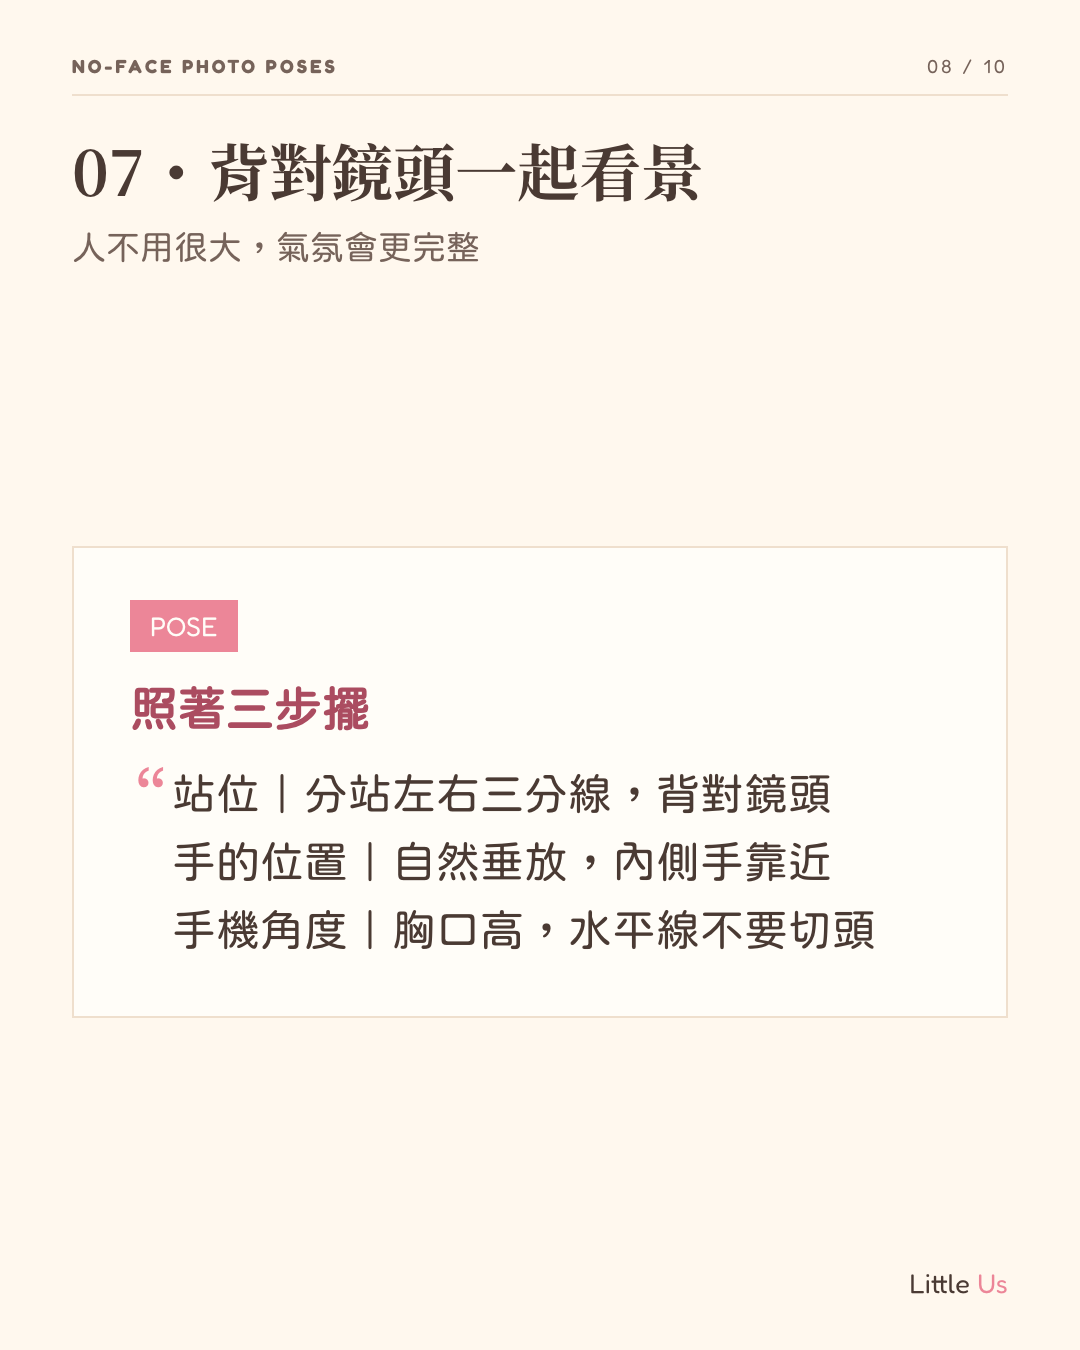 NO-FACE PHOTO POSES
08 / 10
07・背對鏡頭一起看景
人不用很大，氣氛會更完整
POSE
照著三步擺
“站位｜分站左右三分線，背對鏡頭
手的位置｜自然垂放，內側手靠近
手機角度｜胸口高，水平線不要切頭
Little Us